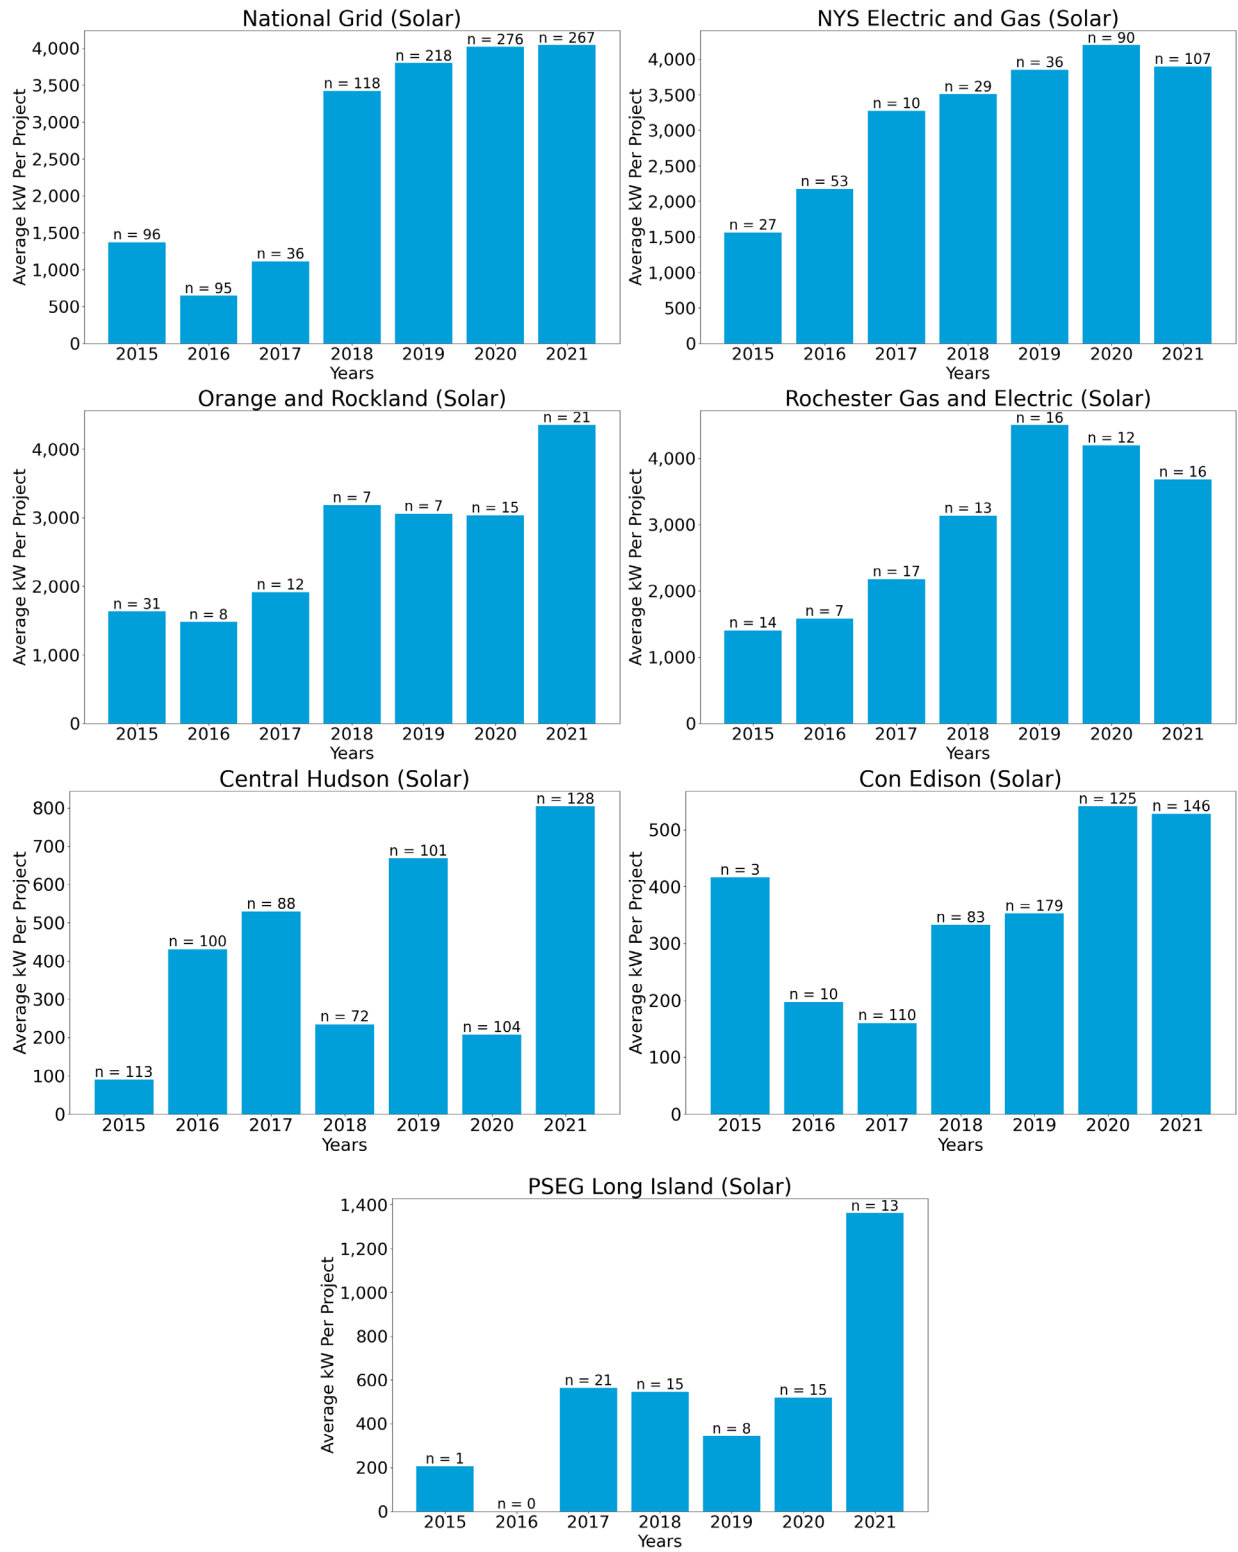 National Grid (Solar)
Average kW Per Project
4,000
3,500
3,000
2,500
2,000
1,500
1,000
500
0
n = 96
n = 95
n = 36
n = 118
n = 218
n = 276
n = 267
2015 2016 2017 2018 2019 2020 2021
Years
NYS Electric and Gas (Solar)
Average kW Per Project
4,000
3,500
3,000
2,500
2,000
1,500
1,000
500
0
n = 27
n = 53
n = 10
n = 29
n = 36
n = 90
n = 107
2015 2016 2017 2018 2019 2020 2021
Years
Orange and Rockland (Solar)
Average kW Per Project
4,000
3,000
2,000
1,000
0
n = 31
n = 8
n = 12
n = 7
n = 7
n = 15
n = 21
2015 2016 2017 2018 2019 2020 2021
Years
Rochester Gas and Electric (Solar)
Average kW Per Project
4,000
3,000
2,000
1,000
0
n = 14
n = 7
n = 17
n = 13
n = 16
n = 12
n = 16
2015 2016 2017 2018 2019 2020 2021
Years
Central Hudson (Solar)
Average kW Per Project
800
700
600
500
400
300
200
100
0
n = 113
n = 100
n = 88
n = 72
n = 101
n = 104
n = 128
2015 2016 2017 2018 2019 2020 2021
Years
Con Edison (Solar)
Average kW Per Project
500
400
300
200
100
0
n = 3
n = 10
n = 110
n = 83
n = 179
n = 125
n = 146
2015 2016 2017 2018 2019 2020 2021
Years
PSEG Long Island (Solar)
Average kW Per Project
1,400
1,200
1,000
800
600
400
200
0
n = 1
n = 0
n = 21
n = 15
n = 8
n = 15
n = 13
2015 2016 2017 2018 2019 2020 2021
Years